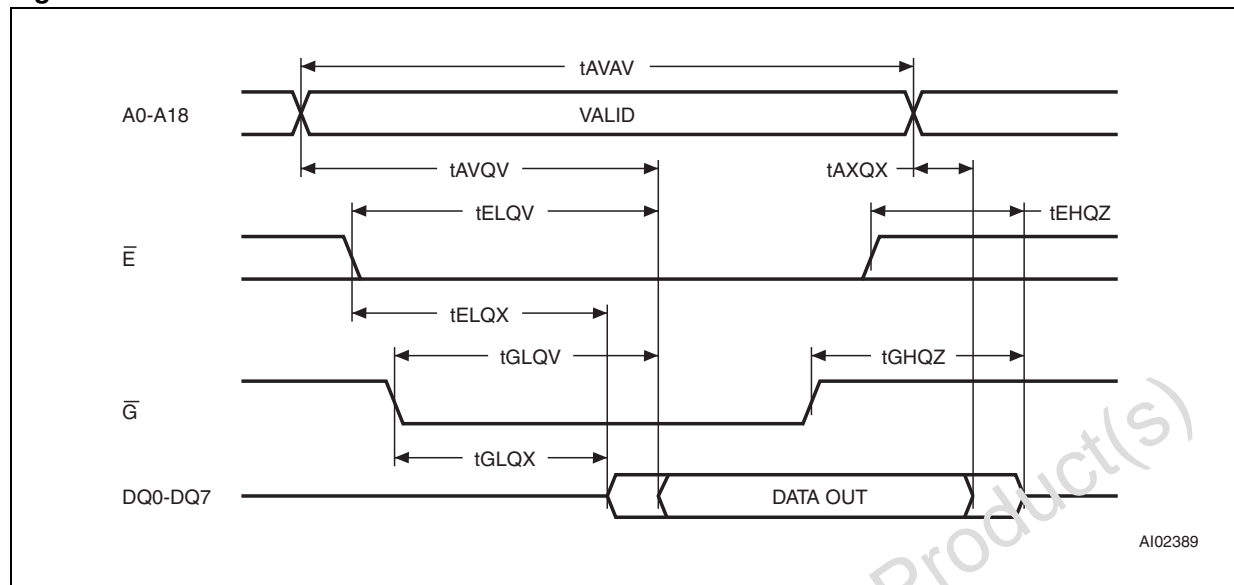 tAVAV
A0-A18
VALID
tAVQV
tAXQX
tELQV
tEHQZ
E̅
tELQX
tGLQV
tGHQZ
G̅
tGLQX
DQ0-DQ7
DATA OUT
Product(s)
AI02389